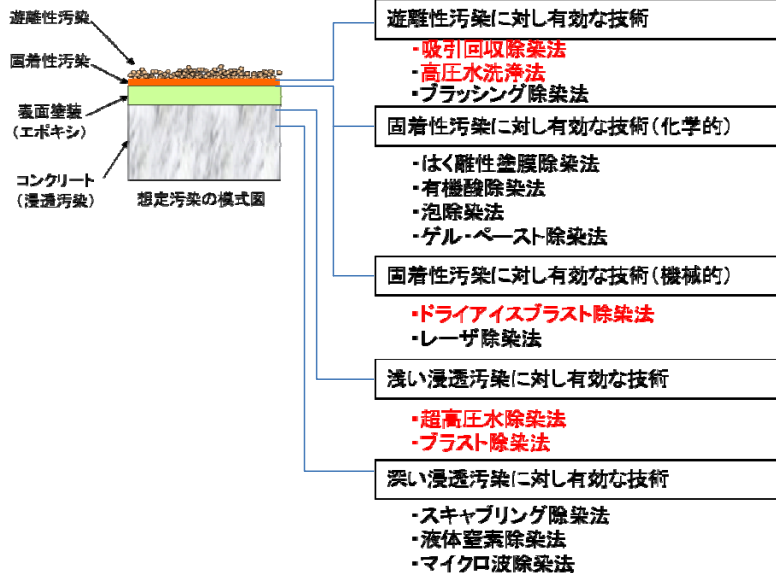 遊離性汚染
固着性汚染
表面塗装
(エポキシ)
コンクリート
(浸透汚染)
想定汚染の模式図
遊離性汚染に対し有効な技術
・吸引回収除染法
・高圧水洗浄法
・ブラッシング除染法
固着性汚染に対し有効な技術(化学的)
・はく離性塗膜除染法
・有機酸除染法
・泡除染法
・ゲル・ペースト除染法
固着性汚染に対し有効な技術(機械的)
・ドライアイスブラスト除染法
・レーザ除染法
浅い浸透汚染に対し有効な技術
・超高圧水除染法
・ブラスト除染法
深い浸透汚染に対し有効な技術
・スキャブリング除染法
・液体窒素除染法
・マイクロ波除染法